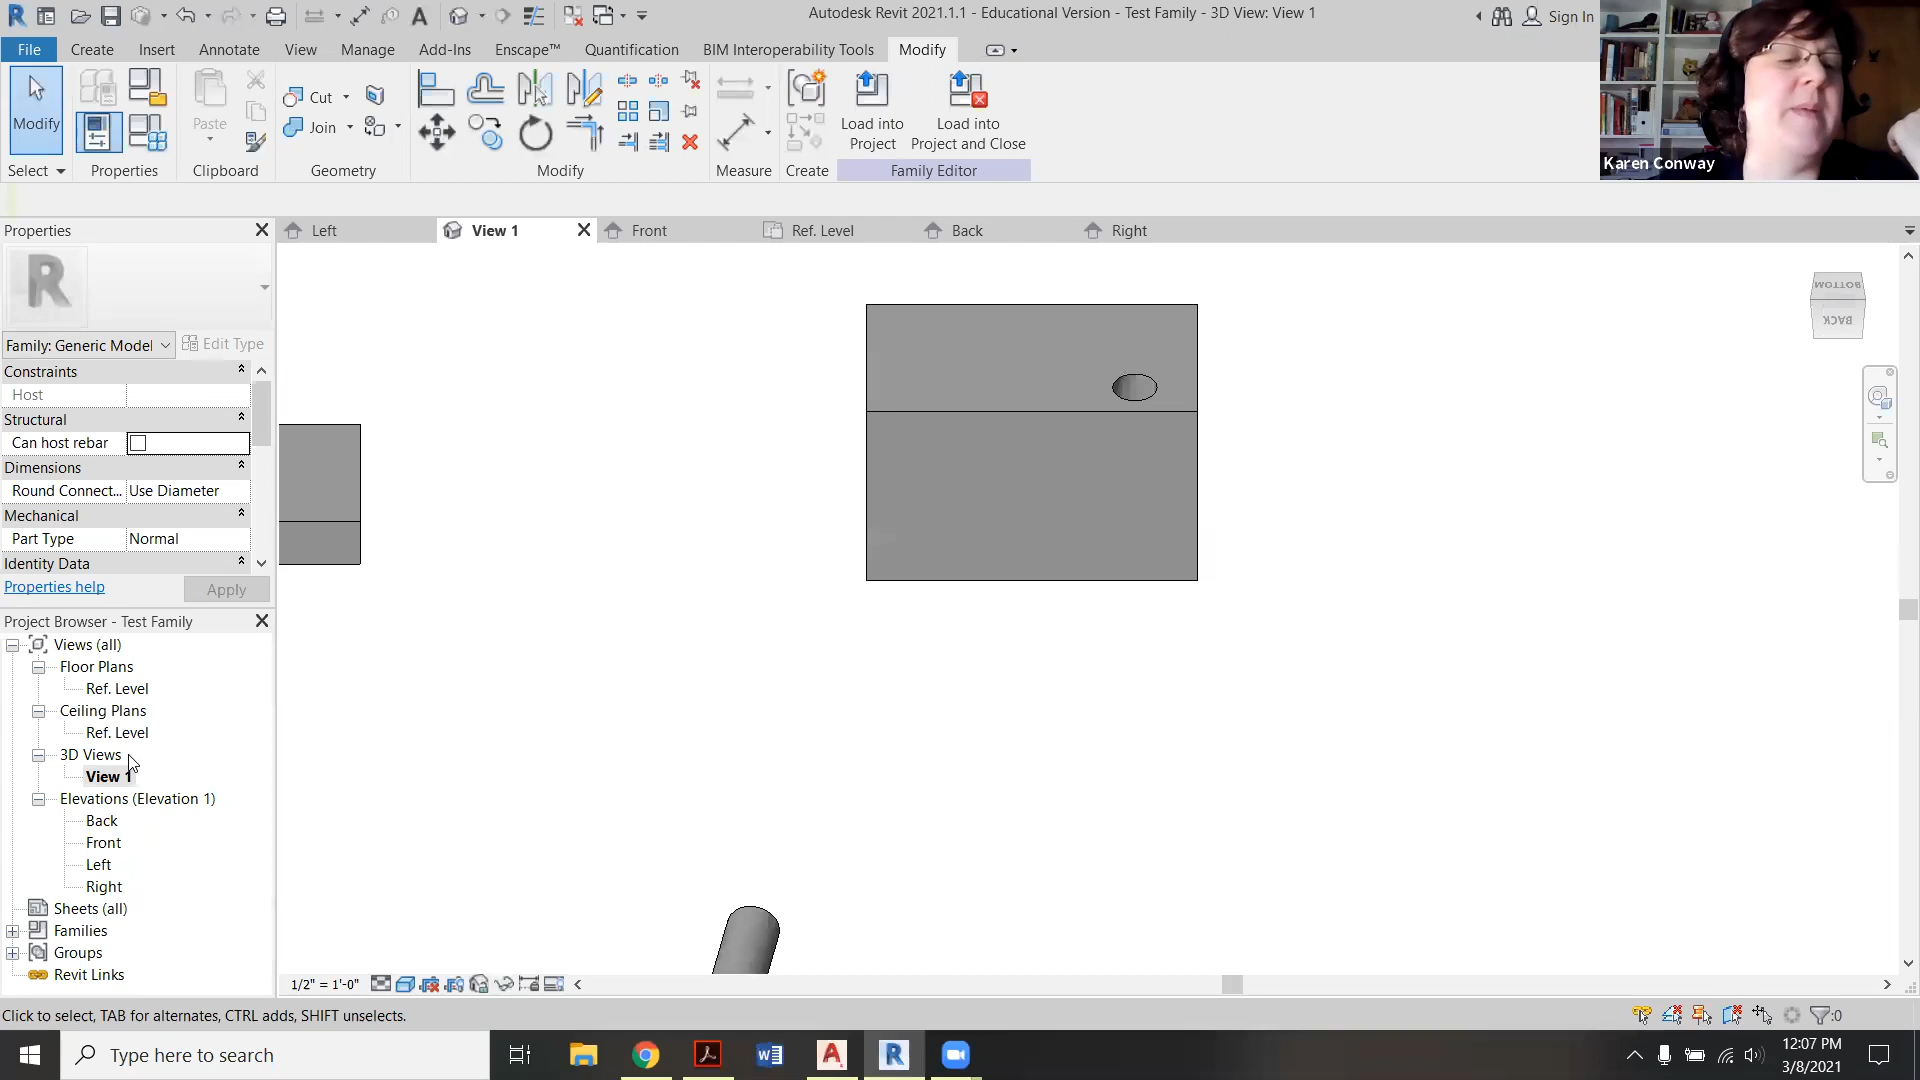 Autodesk Revit 2021.1.1 - Educational Version - Test Family - 3D View: View 1
Sign In
File Create Insert Annotate View Manage Add-Ins Enscape™ Quantification BIM Interoperability Tools Modify
Modify
Paste
Cut
Join
Load into Project
Load into Project and Close
Select Properties Clipboard Geometry Modify Measure Create Family Editor
Karen Conway
Properties
Left View 1 Front Ref. Level Back Right
R
Family: Generic Model Edit Type
Constraints
Host
Structural
Can host rebar
Dimensions
Round Connect... Use Diameter
Mechanical
Part Type Normal
Identity Data
Properties help Apply
BOTTOM
BACK
Project Browser - Test Family
Views (all)
Floor Plans
Ref. Level
Ceiling Plans
Ref. Level
3D Views
View 1
Elevations (Elevation 1)
Back
Front
Left
Right
Sheets (all)
Families
Groups
Revit Links
1/2" = 1'-0"
Click to select, TAB for alternates, CTRL adds, SHIFT unselects.
:0
Type here to search
12:07 PM
3/8/2021